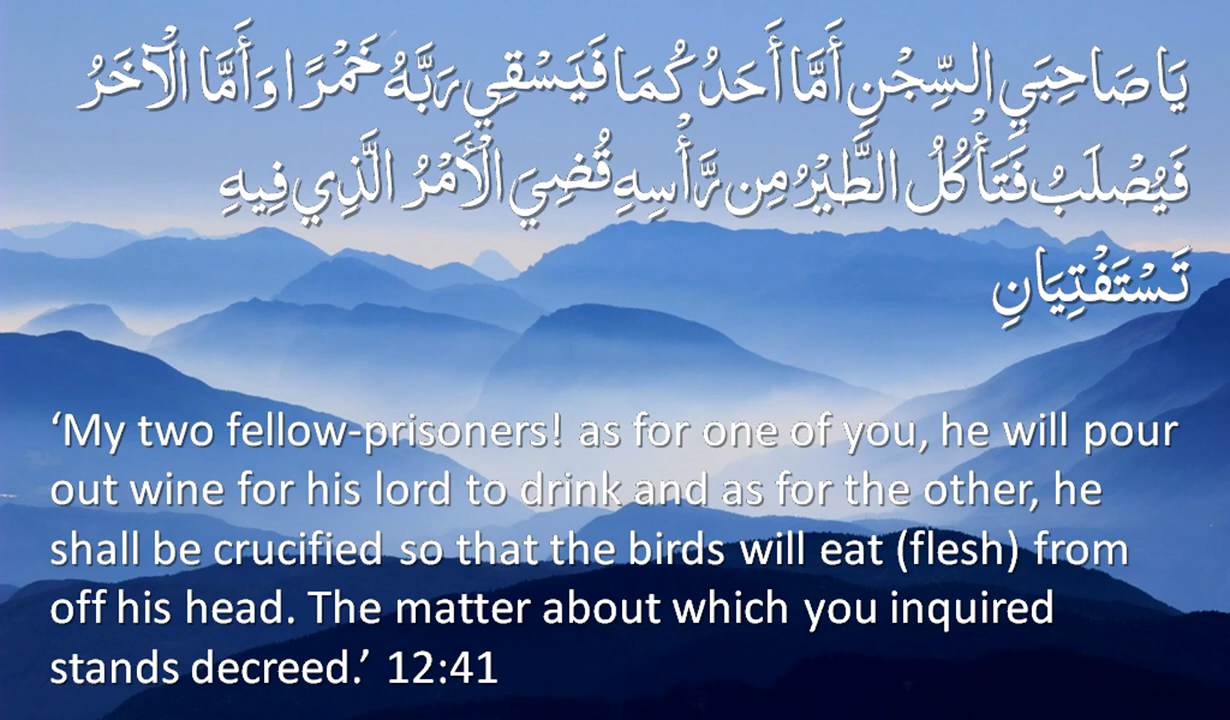 يَا صَاحِبَيِ السِّجْنِ أَمَّا أَحَدُكُمَا فَيَسْقِي رَبَّهُ خَمْرًا وَأَمَّا الْآخَرُ
فَيُصْلَبُ فَتَأْكُلُ الطَّيْرُ مِن رَّأْسِهِ قُضِيَ الْأَمْرُ الَّذِي فِيهِ
تَسْتَفْتِيَانِ
‘My two fellow-prisoners! as for one of you, he will pour
out wine for his lord to drink and as for the other, he
shall be crucified so that the birds will eat (flesh) from
off his head. The matter about which you inquired
stands decreed.’ 12:41